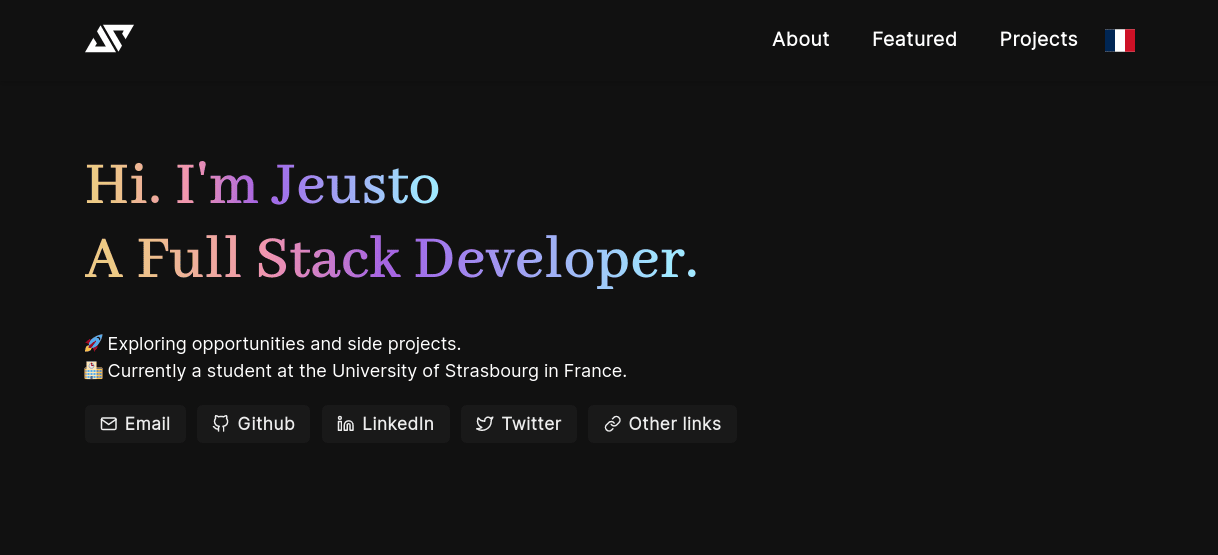 About Featured Projects
Hi. I'm Jeusto
A Full Stack Developer.
🚀 Exploring opportunities and side projects.
🏫 Currently a student at the University of Strasbourg in France.
Email Github LinkedIn Twitter Other links